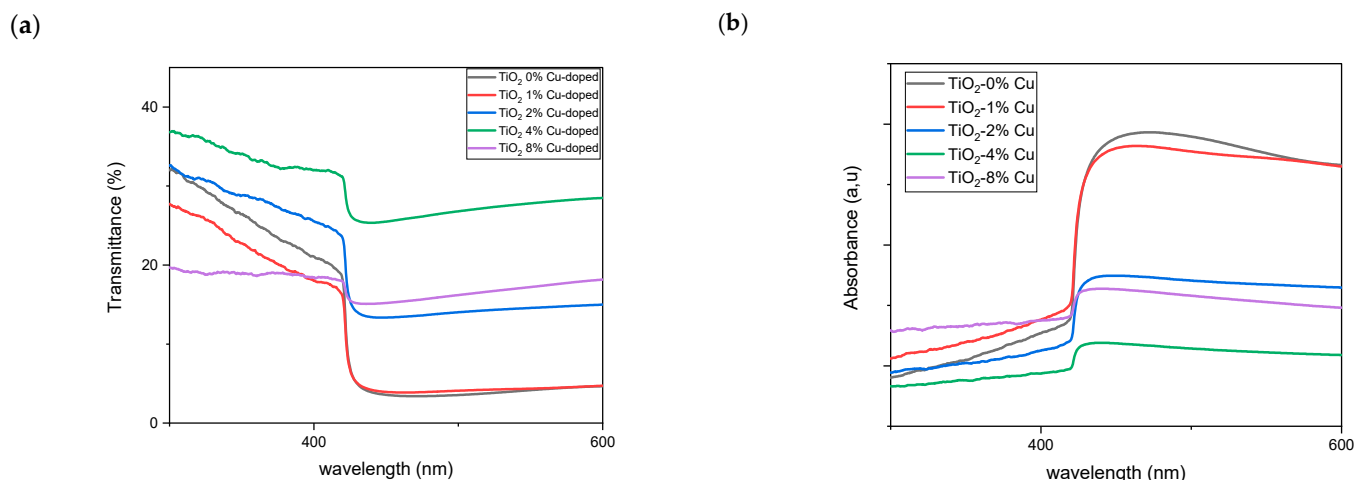 (a)
Transmittance (%)
40
20
0
400
600
wavelength (nm)
TiO₂ 0% Cu-doped
TiO₂ 1% Cu-doped
TiO₂ 2% Cu-doped
TiO₂ 4% Cu-doped
TiO₂ 8% Cu-doped
(b)
Absorbance (a,u)
TiO₂-0% Cu
TiO₂-1% Cu
TiO₂-2% Cu
TiO₂-4% Cu
TiO₂-8% Cu
400
600
wavelength (nm)